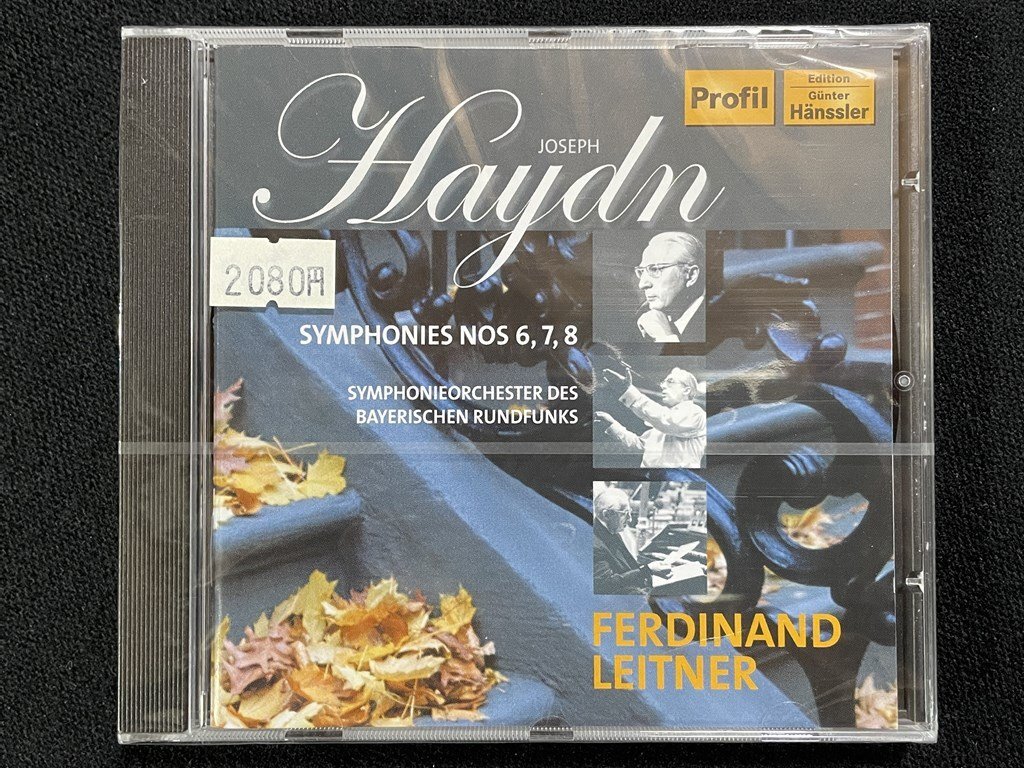 Profil
Edition
Günter
Hänssler
JOSEPH
Haydn
2080円
SYMPHONIES NOS 6, 7, 8
SYMPHONIEORCHESTER DES
BAYERISCHEN RUNDFUNKS
FERDINAND
LEITNER